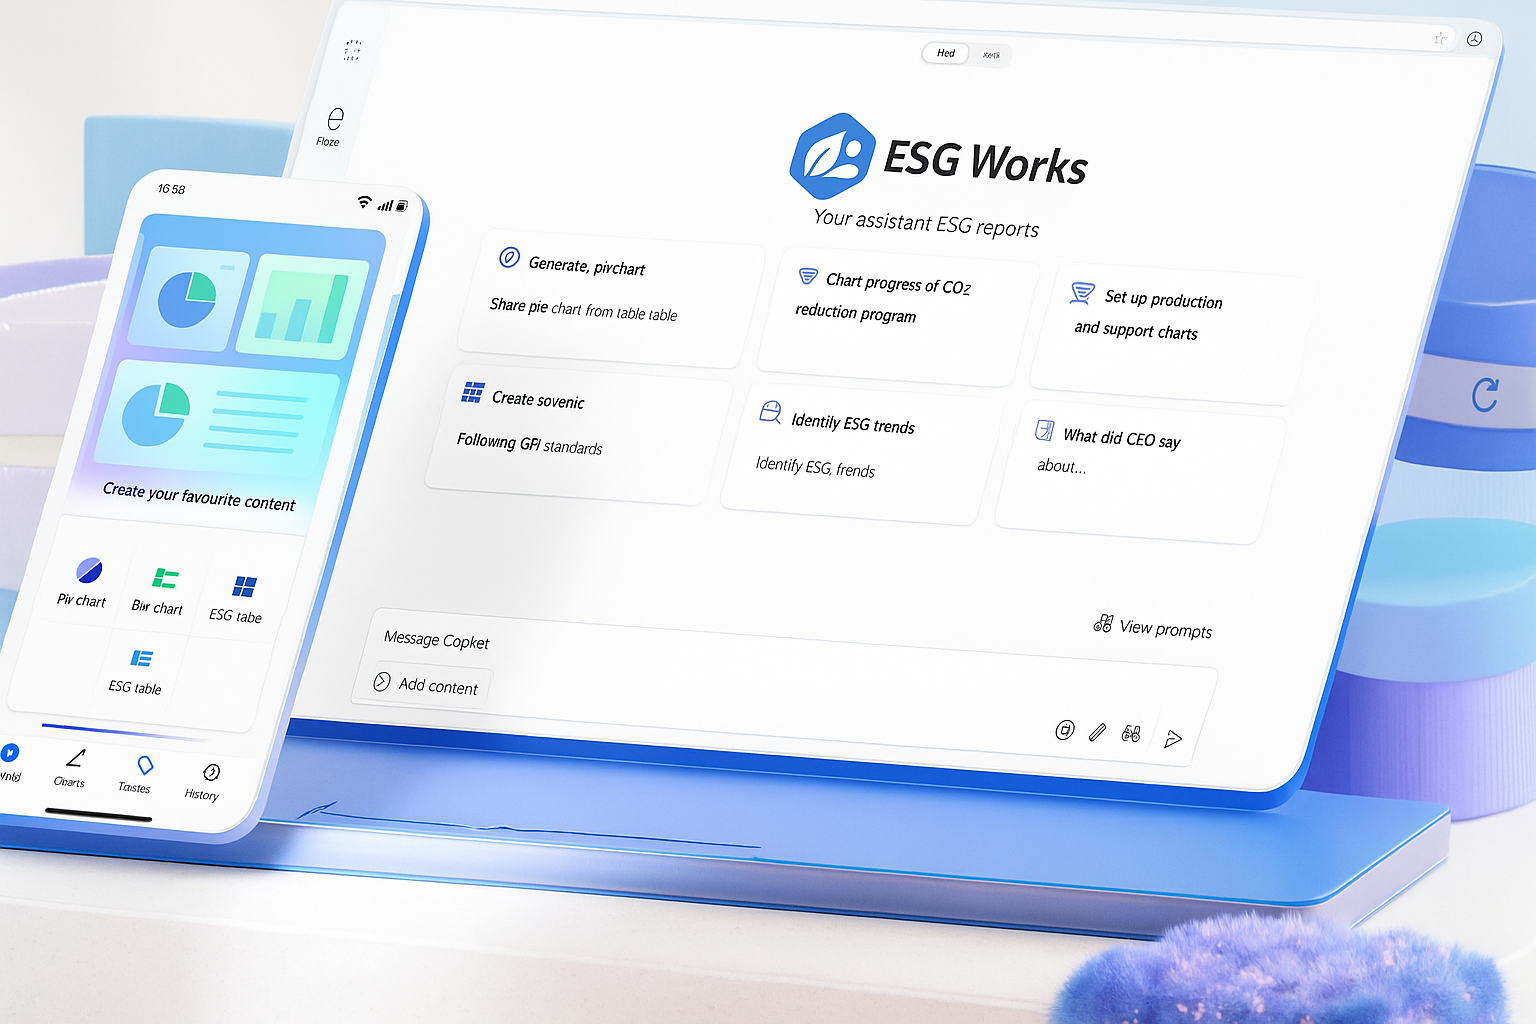 Hed
Floze
ESG Works
Your assistant ESG reports
Generate, pivchart
Share pie chart from table table
Chart progress of CO2
reduction program
Set up production
and support charts
Create sovenic
Following GPI standards
Identify ESG trends
Identify ESG, frends
What did CEO say
about...
View prompts
Message Copket
Add content
16 58
Create your favourite content
Piv chart
Bar chart
ESG tabe
ESG table
Charts
History